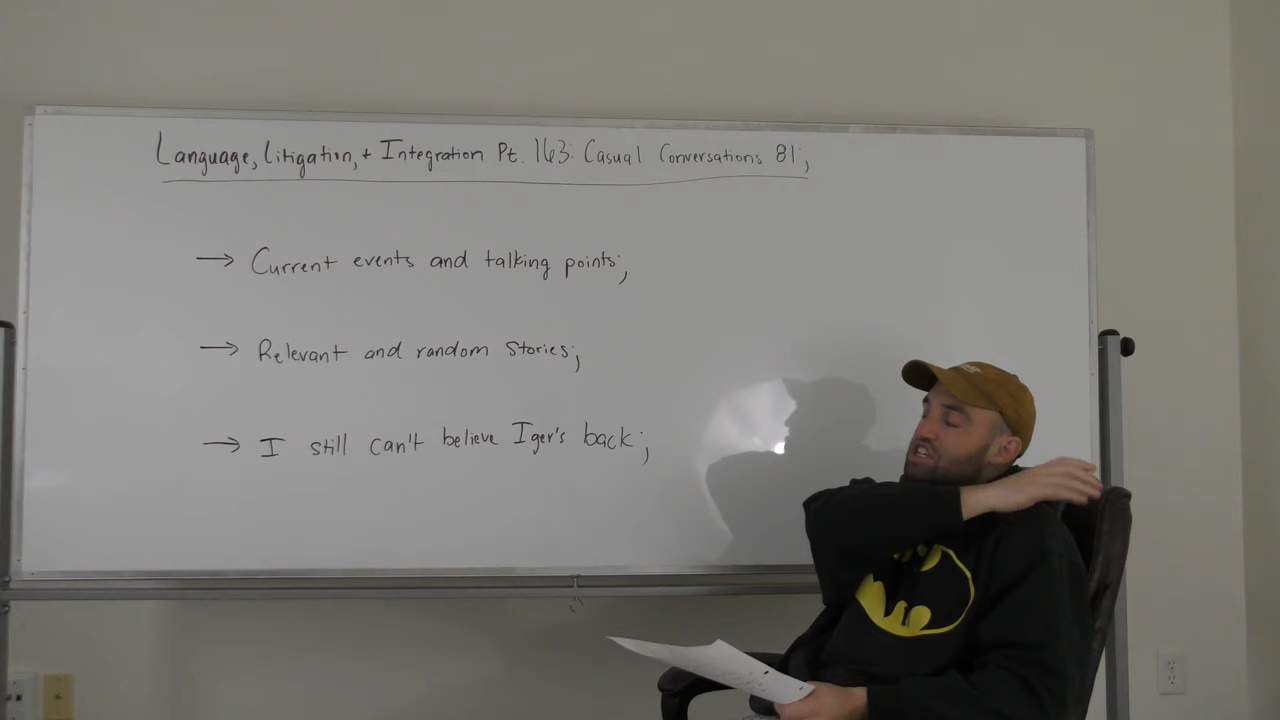 Language, Litigation, + Integration Pt. 163: Casual Conversations 81;
→ Current events and talking points;
→ Relevant and random stories;
→ I still can't believe Iger's back;